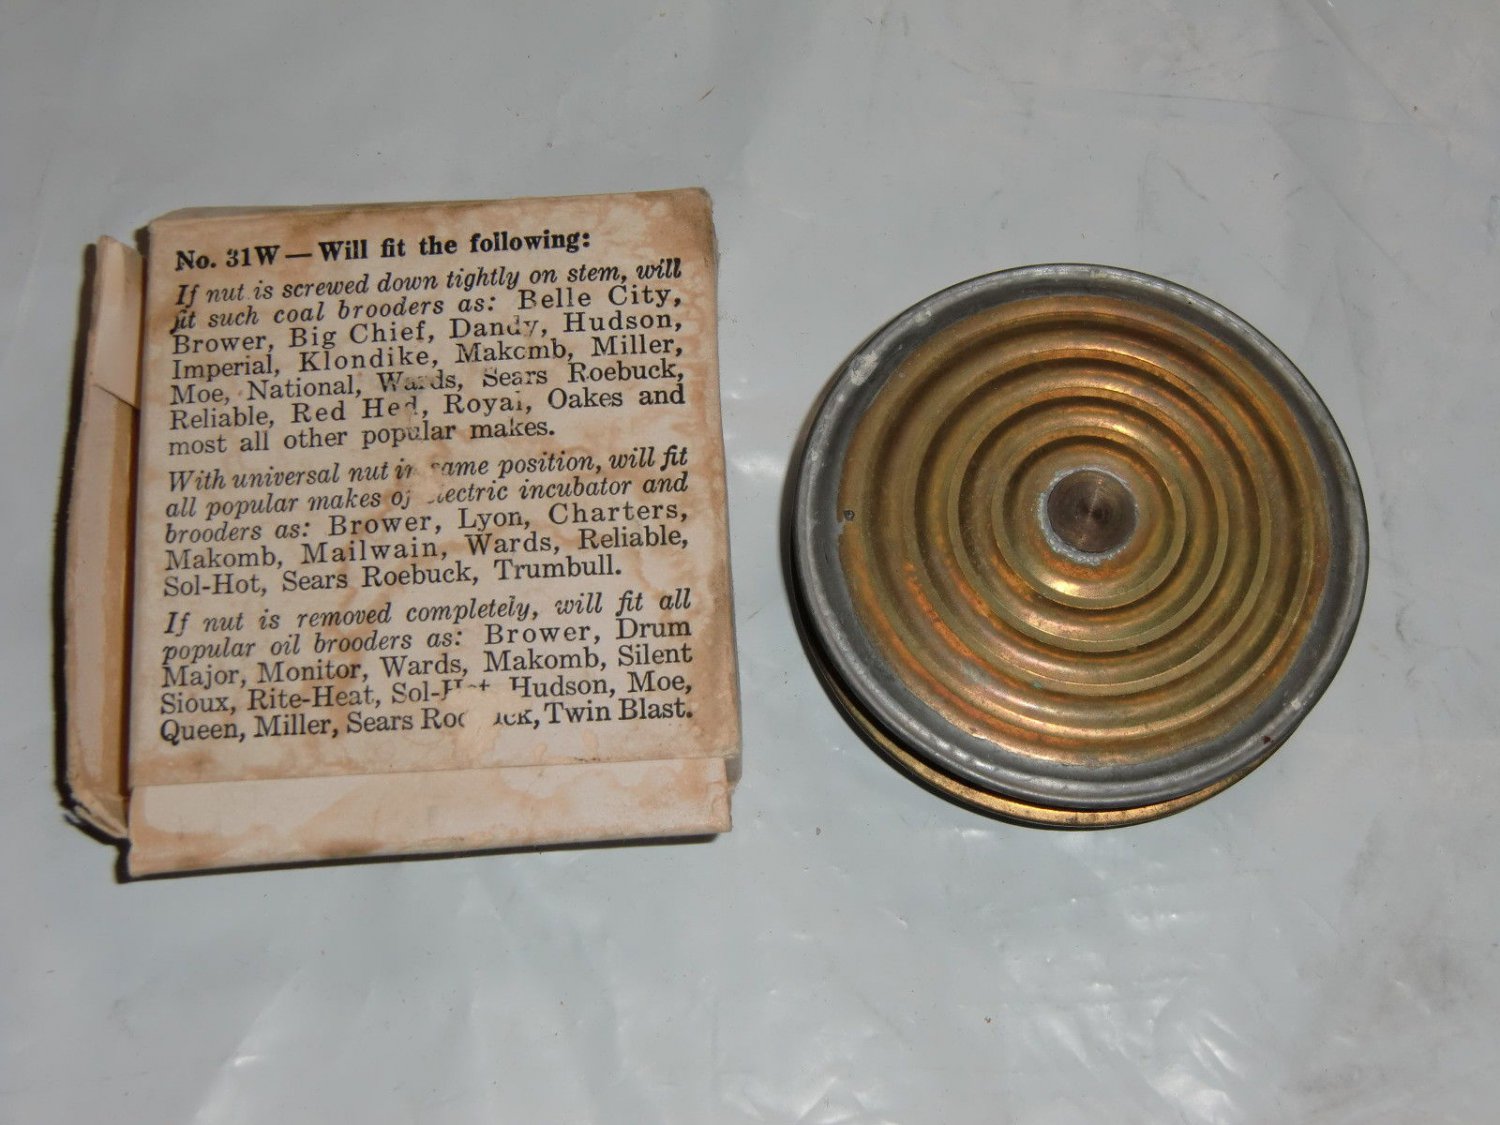 No. 31W — Will fit the following:
If nut is screwed down tightly on stem, will
fit such coal brooders as: Belle City,
Brower, Big Chief, Dandy, Hudson,
Imperial, Klondike, Makomb, Miller,
Moe, National, Wards, Sears Roebuck,
Reliable, Red Hed, Royal, Oakes and
most all other popular makes.
With universal nut in same position, will fit
all popular makes of electric incubator and
brooders as: Brower, Lyon, Charters,
Makomb, Mailwain, Wards, Reliable,
Sol-Hot, Sears Roebuck, Trumbull.
If nut is removed completely, will fit all
popular oil brooders as: Brower, Drum
Major, Monitor, Wards, Makomb, Silent
Sioux, Rite-Heat, Sol-Hot, Hudson, Moe,
Queen, Miller, Sears Roebuck, Twin Blast.